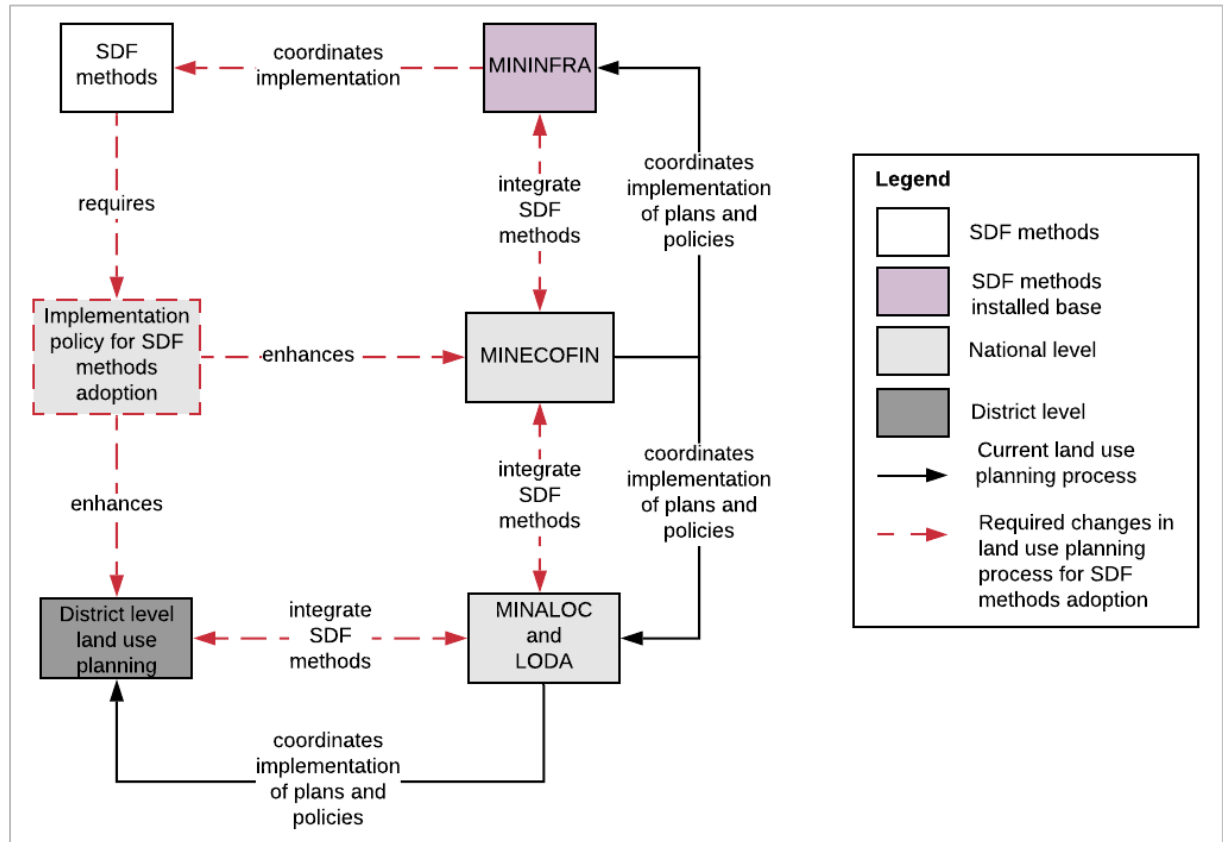 SDF
methods
coordinates
implementation
MININFRA
requires
integrate
SDF
methods
coordinates
implementation
of plans and
policies
Implementation
policy for SDF
methods
adoption
enhances
MINECOFIN
enhances
integrate
SDF
methods
coordinates
implementation
of plans and
policies
District level
land use
planning
integrate
SDF
methods
MINALOC
and
LODA
coordinates
implementation
of plans and
policies
Legend
SDF methods
SDF methods
installed base
National level
District level
Current land use
planning process
Required changes in
land use planning
process for SDF
methods adoption